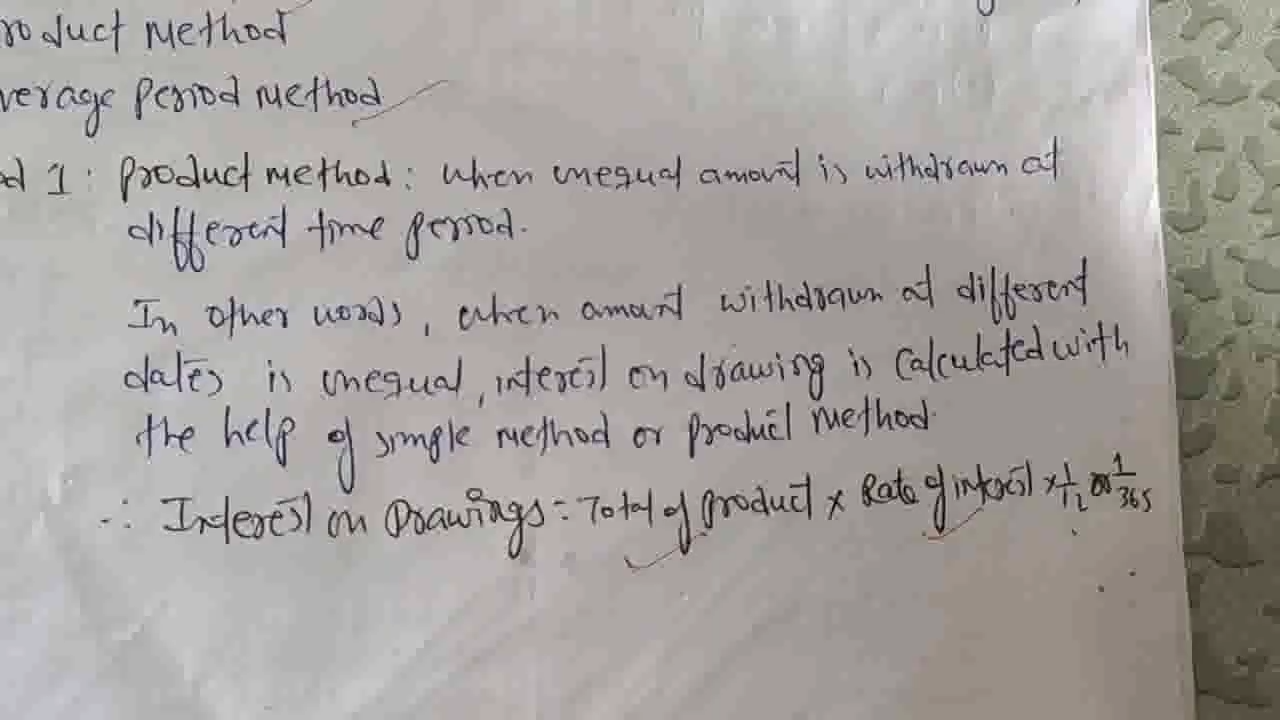 roduct Method
verage period method
od 1: product method: when unequal amount is withdrawn at
different time period.
In other words, when amount withdrawn at different
dates is unequal, interest on drawing is calculated with
the help of simple method or product method.
∴ Interest on Drawings = Total of product × Rate of interest × 1/12 or 1/365